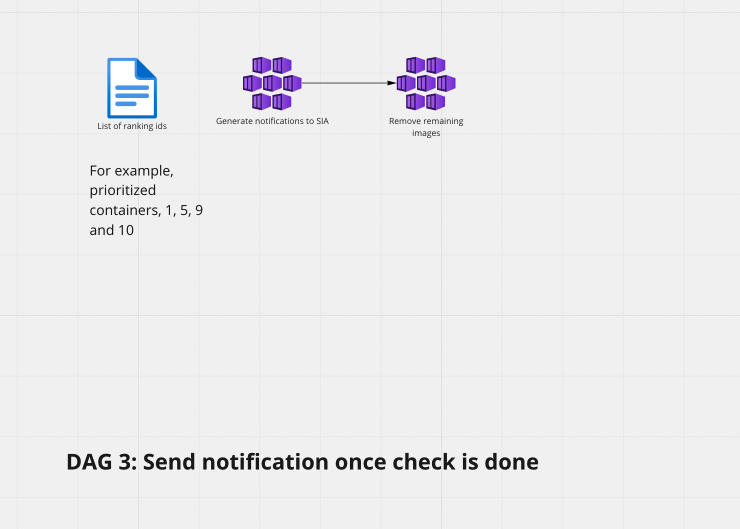 List of ranking ids
Generate notifications to SIA
Remove remaining
images
For example,
prioritized
containers, 1, 5, 9
and 10
DAG 3: Send notification once check is done